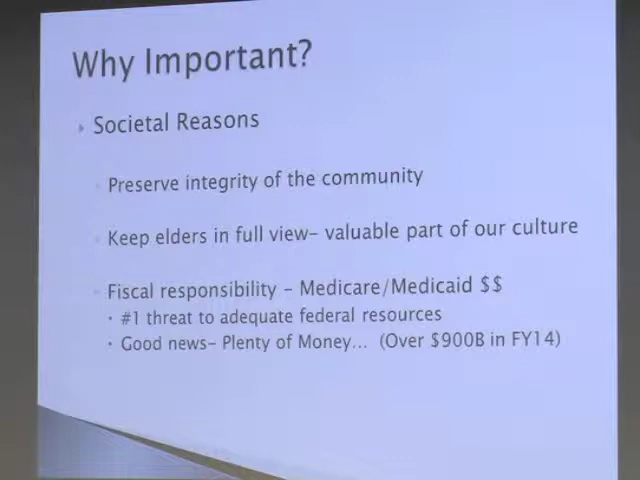 Why Important?
Societal Reasons
Preserve integrity of the community
Keep elders in full view– valuable part of our culture
Fiscal responsibility – Medicare/Medicaid $$
• #1 threat to adequate federal resources
• Good news– Plenty of Money... (Over $900B in FY14)